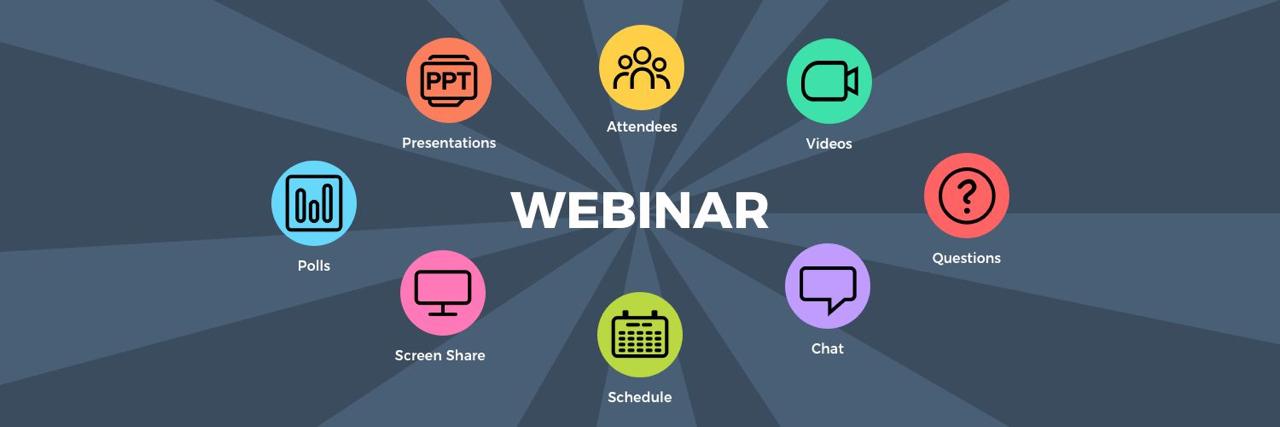 PPT
Presentations
Attendees
Videos
Polls
WEBINAR
Questions
Screen Share
Schedule
Chat